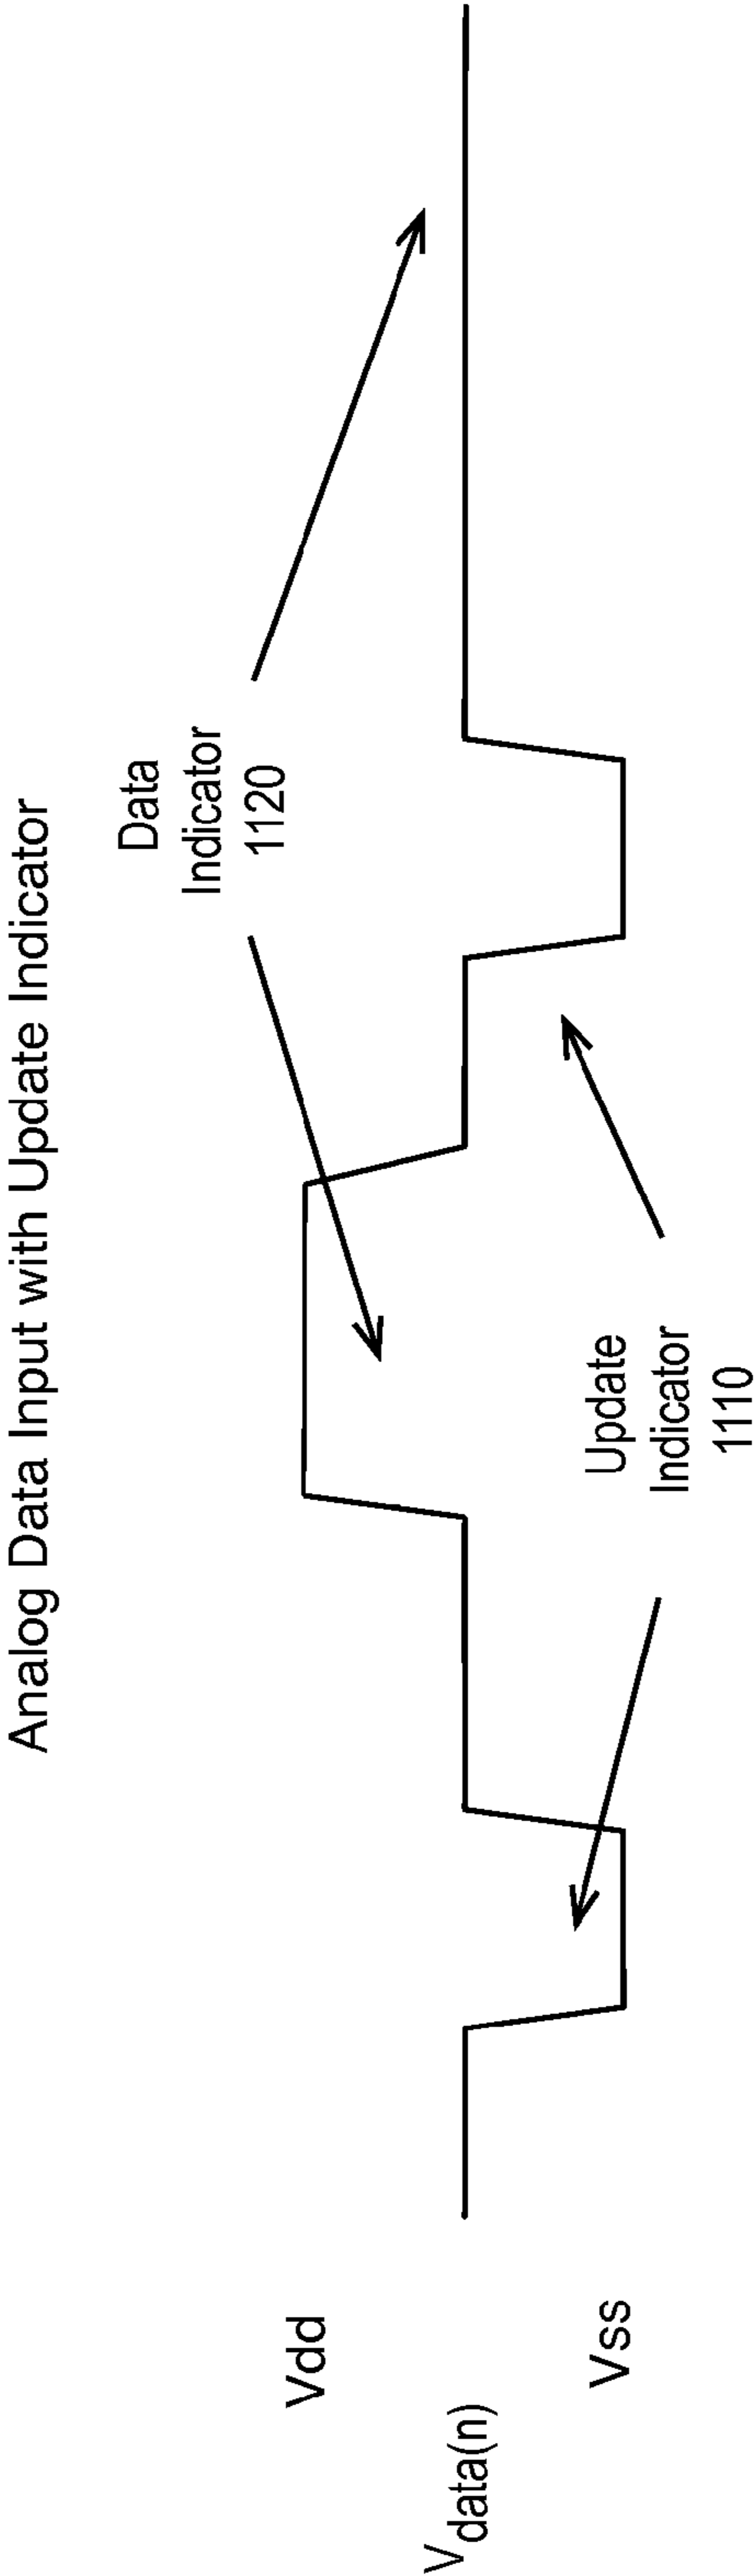 Analog Data Input with Update Indicator
Data
Indicator
1120
Vdd
Vdata(n)
Vss
Update
Indicator
1110